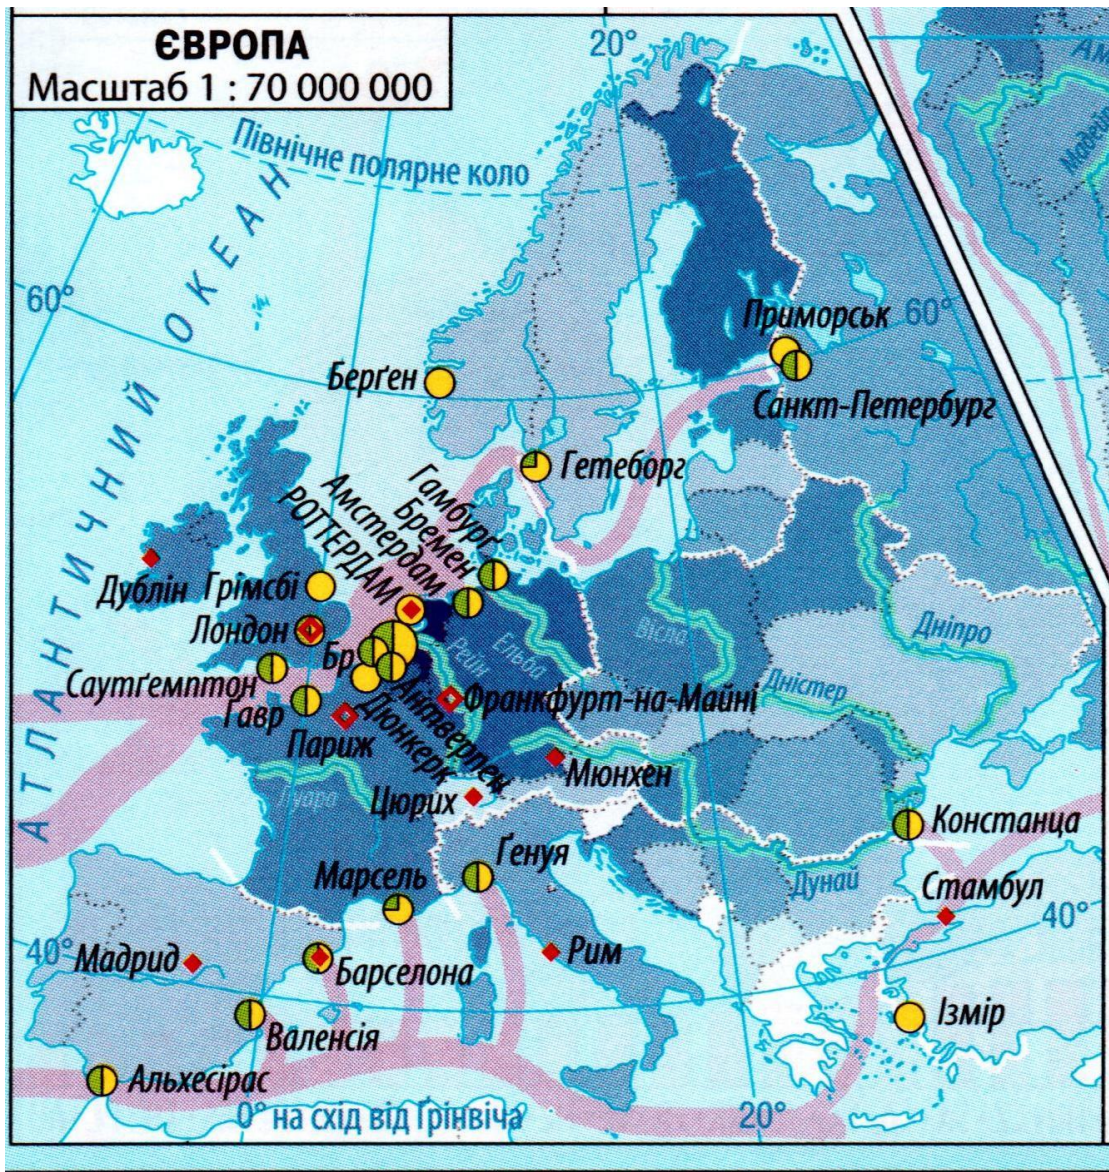 ЄВРОПА
Масштаб 1 : 70 000 000
20°
Північне полярне коло
АТЛАНТИЧНИЙ ОКЕАН
60°
60°
Приморськ
Санкт-Петербург
Берґен
Гетеборг
Гамбурґ
Бремен
Амстердам
РОТТЕРДАМ
Дублін
Грімсбі
Лондон
Бр
Саутґемптон
Гавр
Париж
Дюнкерк
Антверпен
Рейн
Ельба
Вісла
Дніпро
Дністер
Франкфурт-на-Майні
Мюнхен
Цюрих
Луара
Констанца
Ґенуя
Марсель
Дунай
Стамбул
40°
40°
Мадрид
Барселона
Рим
Валенсія
Ізмір
Альхесірас
0° на схід від Ґрінвіча
20°